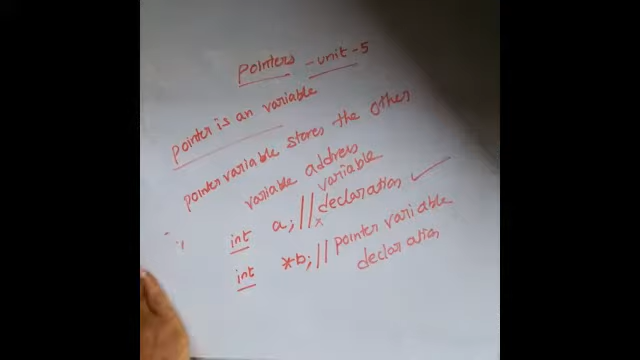 pointers - unit - 5
pointer is an variable
pointer variable stores the other
variable address
int a; // variable declaration
int *b; // pointer variable
declaration